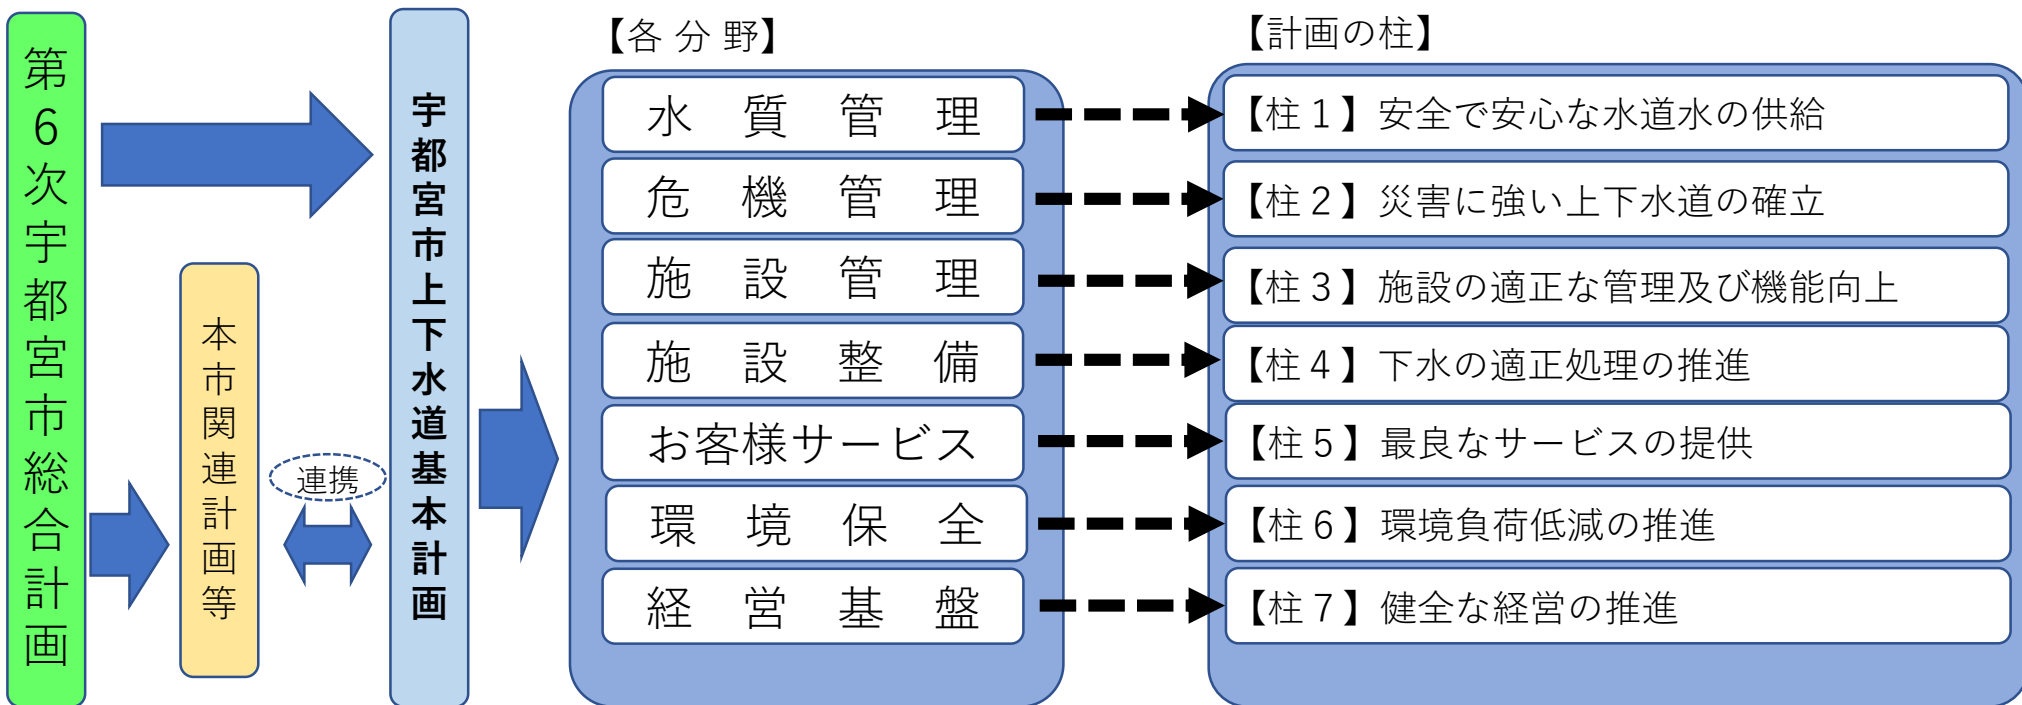 第6次宇都宮市総合計画
本市関連計画等
連携
宇都宮市上下水道基本計画
【各 分 野】
水 質 管 理
危 機 管 理
施 設 管 理
施 設 整 備
お客様サービス
環 境 保 全
経 営 基 盤
【計画の柱】
【柱１】安全で安心な水道水の供給
【柱２】災害に強い上下水道の確立
【柱３】施設の適正な管理及び機能向上
【柱４】下水の適正処理の推進
【柱５】最良なサービスの提供
【柱６】環境負荷低減の推進
【柱７】健全な経営の推進